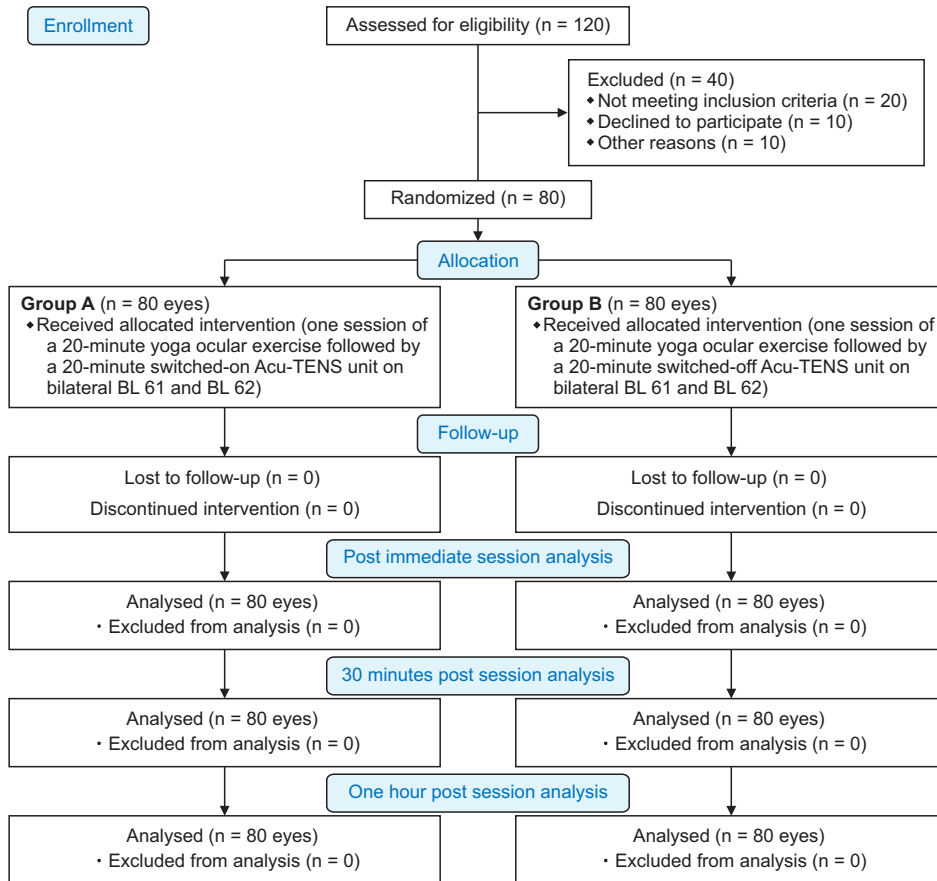 Enrollment
Assessed for eligibility (n = 120)
Excluded (n = 40)
◆ Not meeting inclusion criteria (n = 20)
◆ Declined to participate (n = 10)
◆ Other reasons (n = 10)
Randomized (n = 80)
Allocation
Group A (n = 80 eyes)
◆ Received allocated intervention (one session of
a 20-minute yoga ocular exercise followed by
a 20-minute switched-on Acu-TENS unit on
bilateral BL 61 and BL 62)
Group B (n = 80 eyes)
◆ Received allocated intervention (one session of
a 20-minute yoga ocular exercise followed by
a 20-minute switched-off Acu-TENS unit on
bilateral BL 61 and BL 62)
Follow-up
Lost to follow-up (n = 0)
Discontinued intervention (n = 0)
Lost to follow-up (n = 0)
Discontinued intervention (n = 0)
Post immediate session analysis
Analysed (n = 80 eyes)
· Excluded from analysis (n = 0)
Analysed (n = 80 eyes)
· Excluded from analysis (n = 0)
30 minutes post session analysis
Analysed (n = 80 eyes)
· Excluded from analysis (n = 0)
Analysed (n = 80 eyes)
· Excluded from analysis (n = 0)
One hour post session analysis
Analysed (n = 80 eyes)
· Excluded from analysis (n = 0)
Analysed (n = 80 eyes)
· Excluded from analysis (n = 0)